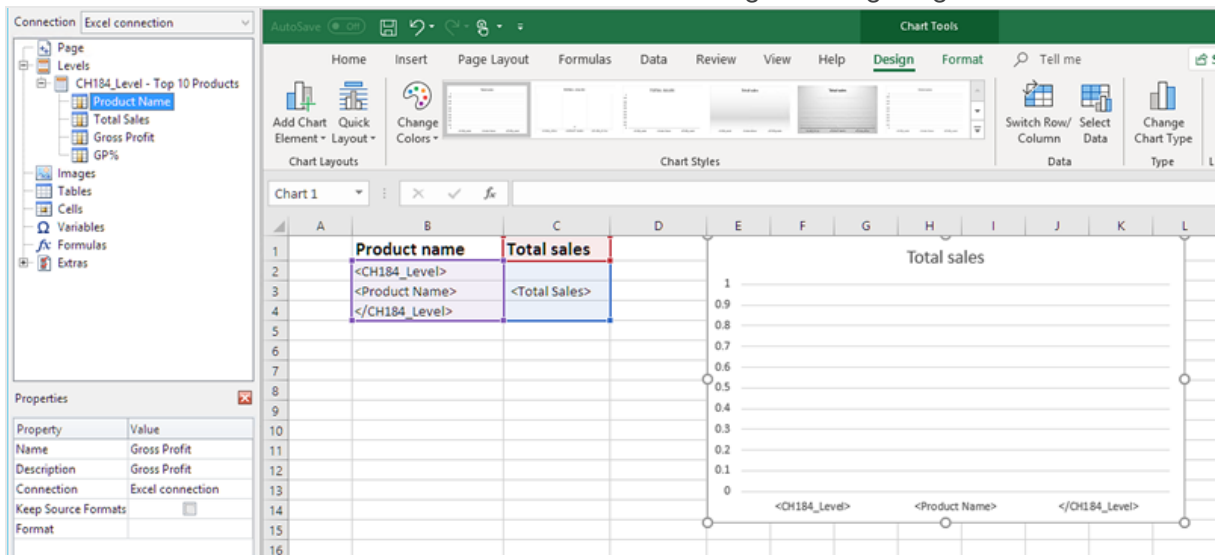 Connection Excel connection
Page
Levels
CH184_Level - Top 10 Products
Product Name
Total Sales
Gross Profit
GP%
Images
Tables
Cells
Variables
Formulas
Extras
Properties
Property Value
Name Gross Profit
Description Gross Profit
Connection Excel connection
Keep Source Formats
Format
AutoSave Off
Chart Tools
Home Insert Page Layout Formulas Data Review View Help Design Format Tell me
Add Chart Element Quick Layout
Change Colors
Switch Row/ Column Select Data
Change Chart Type
Chart Layouts Chart Styles Data Type
Chart 1 fx
A B C D E F G H I J K L
1 Product name Total sales
2 <CH184_Level>
3 <Product Name> <Total Sales>
4 </CH184_Level>
5
6
7
8
9
10
11
12
13
14
15
16
Total sales
1
0.9
0.8
0.7
0.6
0.5
0.4
0.3
0.2
0.1
0
<CH184_Level> <Product Name> </CH184_Level>